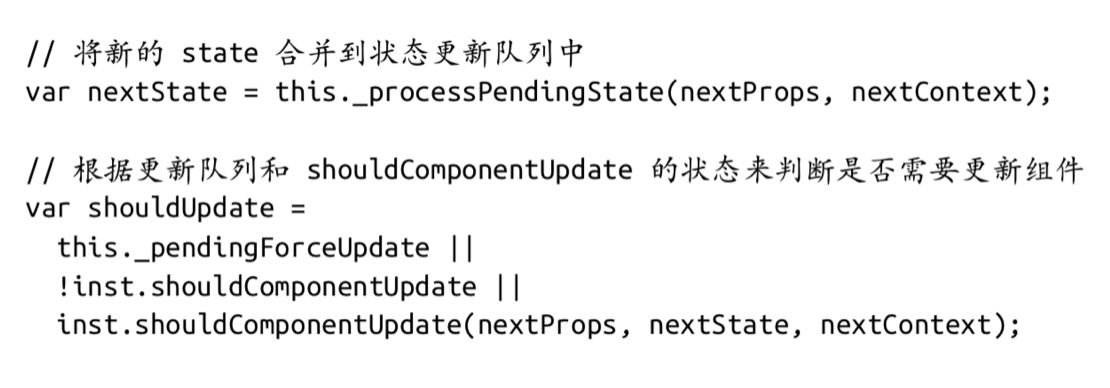 // 将新的 state 合并到状态更新队列中
var nextState = this._processPendingState(nextProps, nextContext);
// 根据更新队列和 shouldComponentUpdate 的状态来判断是否需要更新组件
var shouldUpdate =
this._pendingForceUpdate ||
!inst.shouldComponentUpdate ||
inst.shouldComponentUpdate(nextProps, nextState, nextContext);